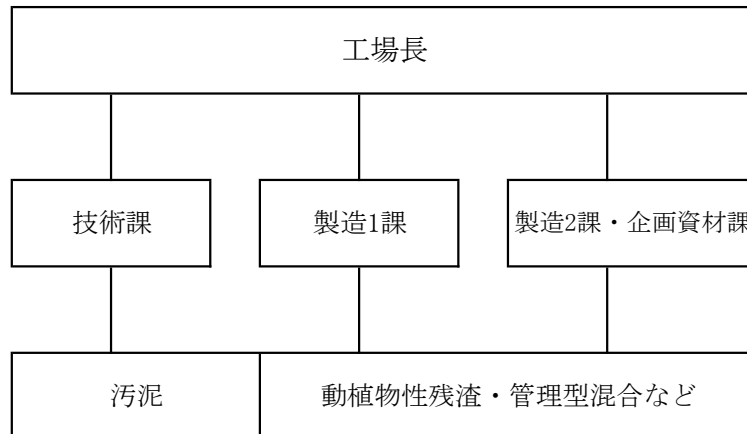 工場長
技術課
製造1課
製造2課・企画資材課
汚泥
動植物性残渣・管理型混合など